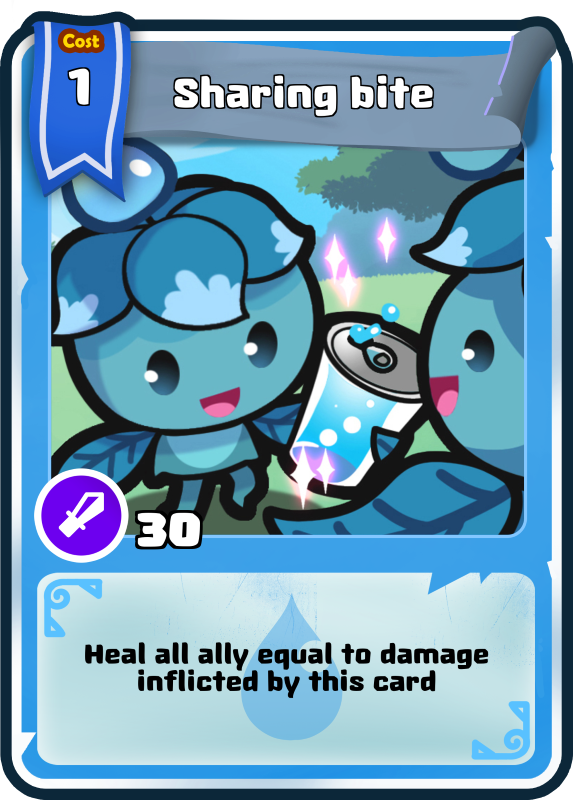 Cost
1
Sharing bite
30
Heal all ally equal to damage
inflicted by this card